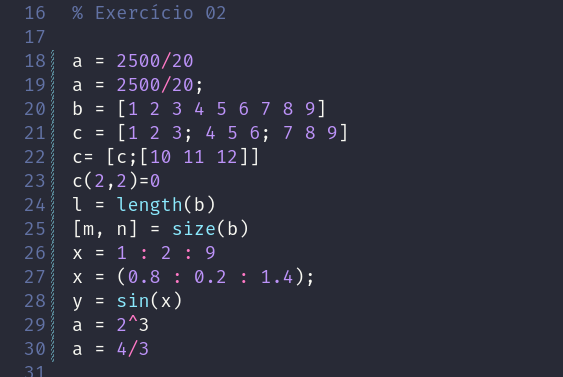 16 % Exercício 02
17
18 a = 2500/20
19 a = 2500/20;
20 b = [1 2 3 4 5 6 7 8 9]
21 c = [1 2 3; 4 5 6; 7 8 9]
22 c= [c;[10 11 12]]
23 c(2,2)=0
24 l = length(b)
25 [m, n] = size(b)
26 x = 1 : 2 : 9
27 x = (0.8 : 0.2 : 1.4);
28 y = sin(x)
29 a = 2^3
30 a = 4/3
31